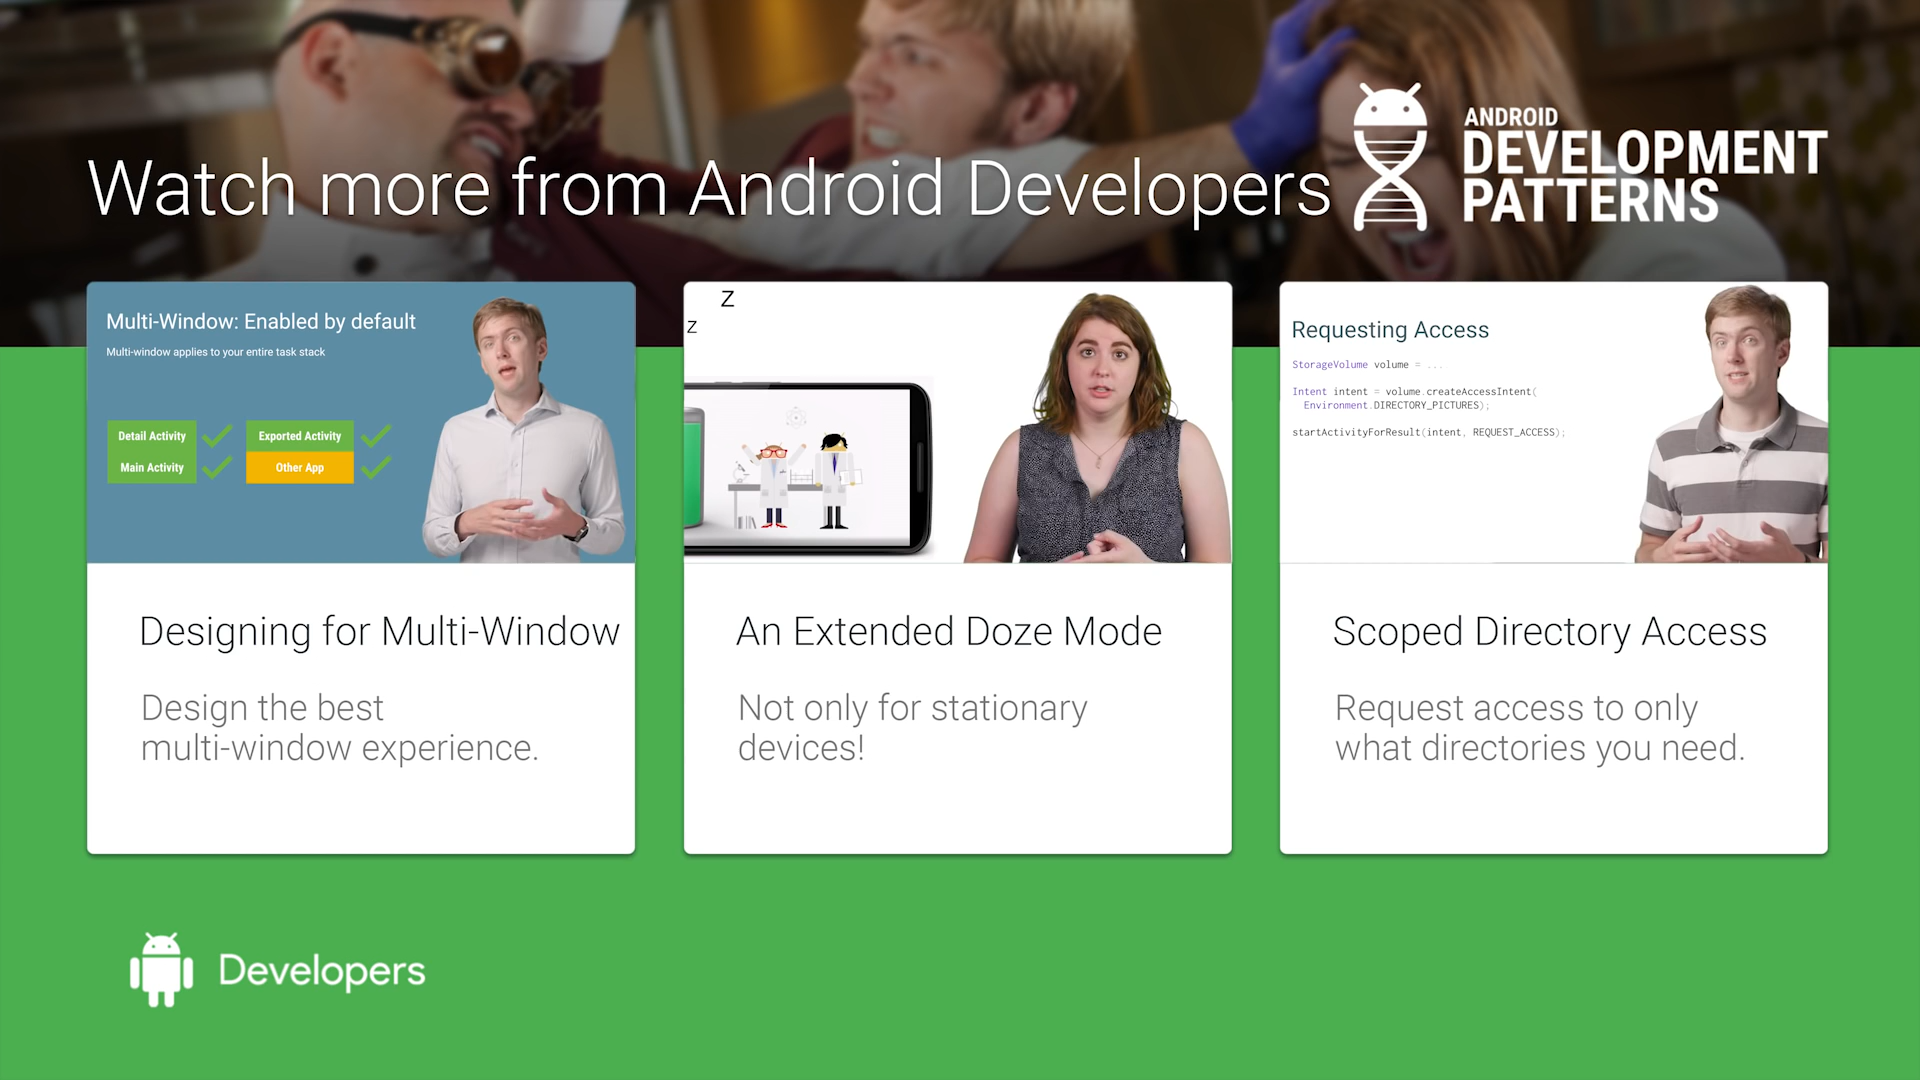 Watch more from Android Developers
ANDROID
DEVELOPMENT
PATTERNS
Multi-Window: Enabled by default
Multi-window applies to your entire task stack
Detail Activity
Exported Activity
Main Activity
Other App
Designing for Multi-Window
Design the best
multi-window experience.
Z
Z
An Extended Doze Mode
Not only for stationary
devices!
Requesting Access
StorageVolume volume = ...
Intent intent = volume.createAccessIntent(
Environment.DIRECTORY_PICTURES);
startActivityForResult(intent, REQUEST_ACCESS);
Scoped Directory Access
Request access to only
what directories you need.
Developers